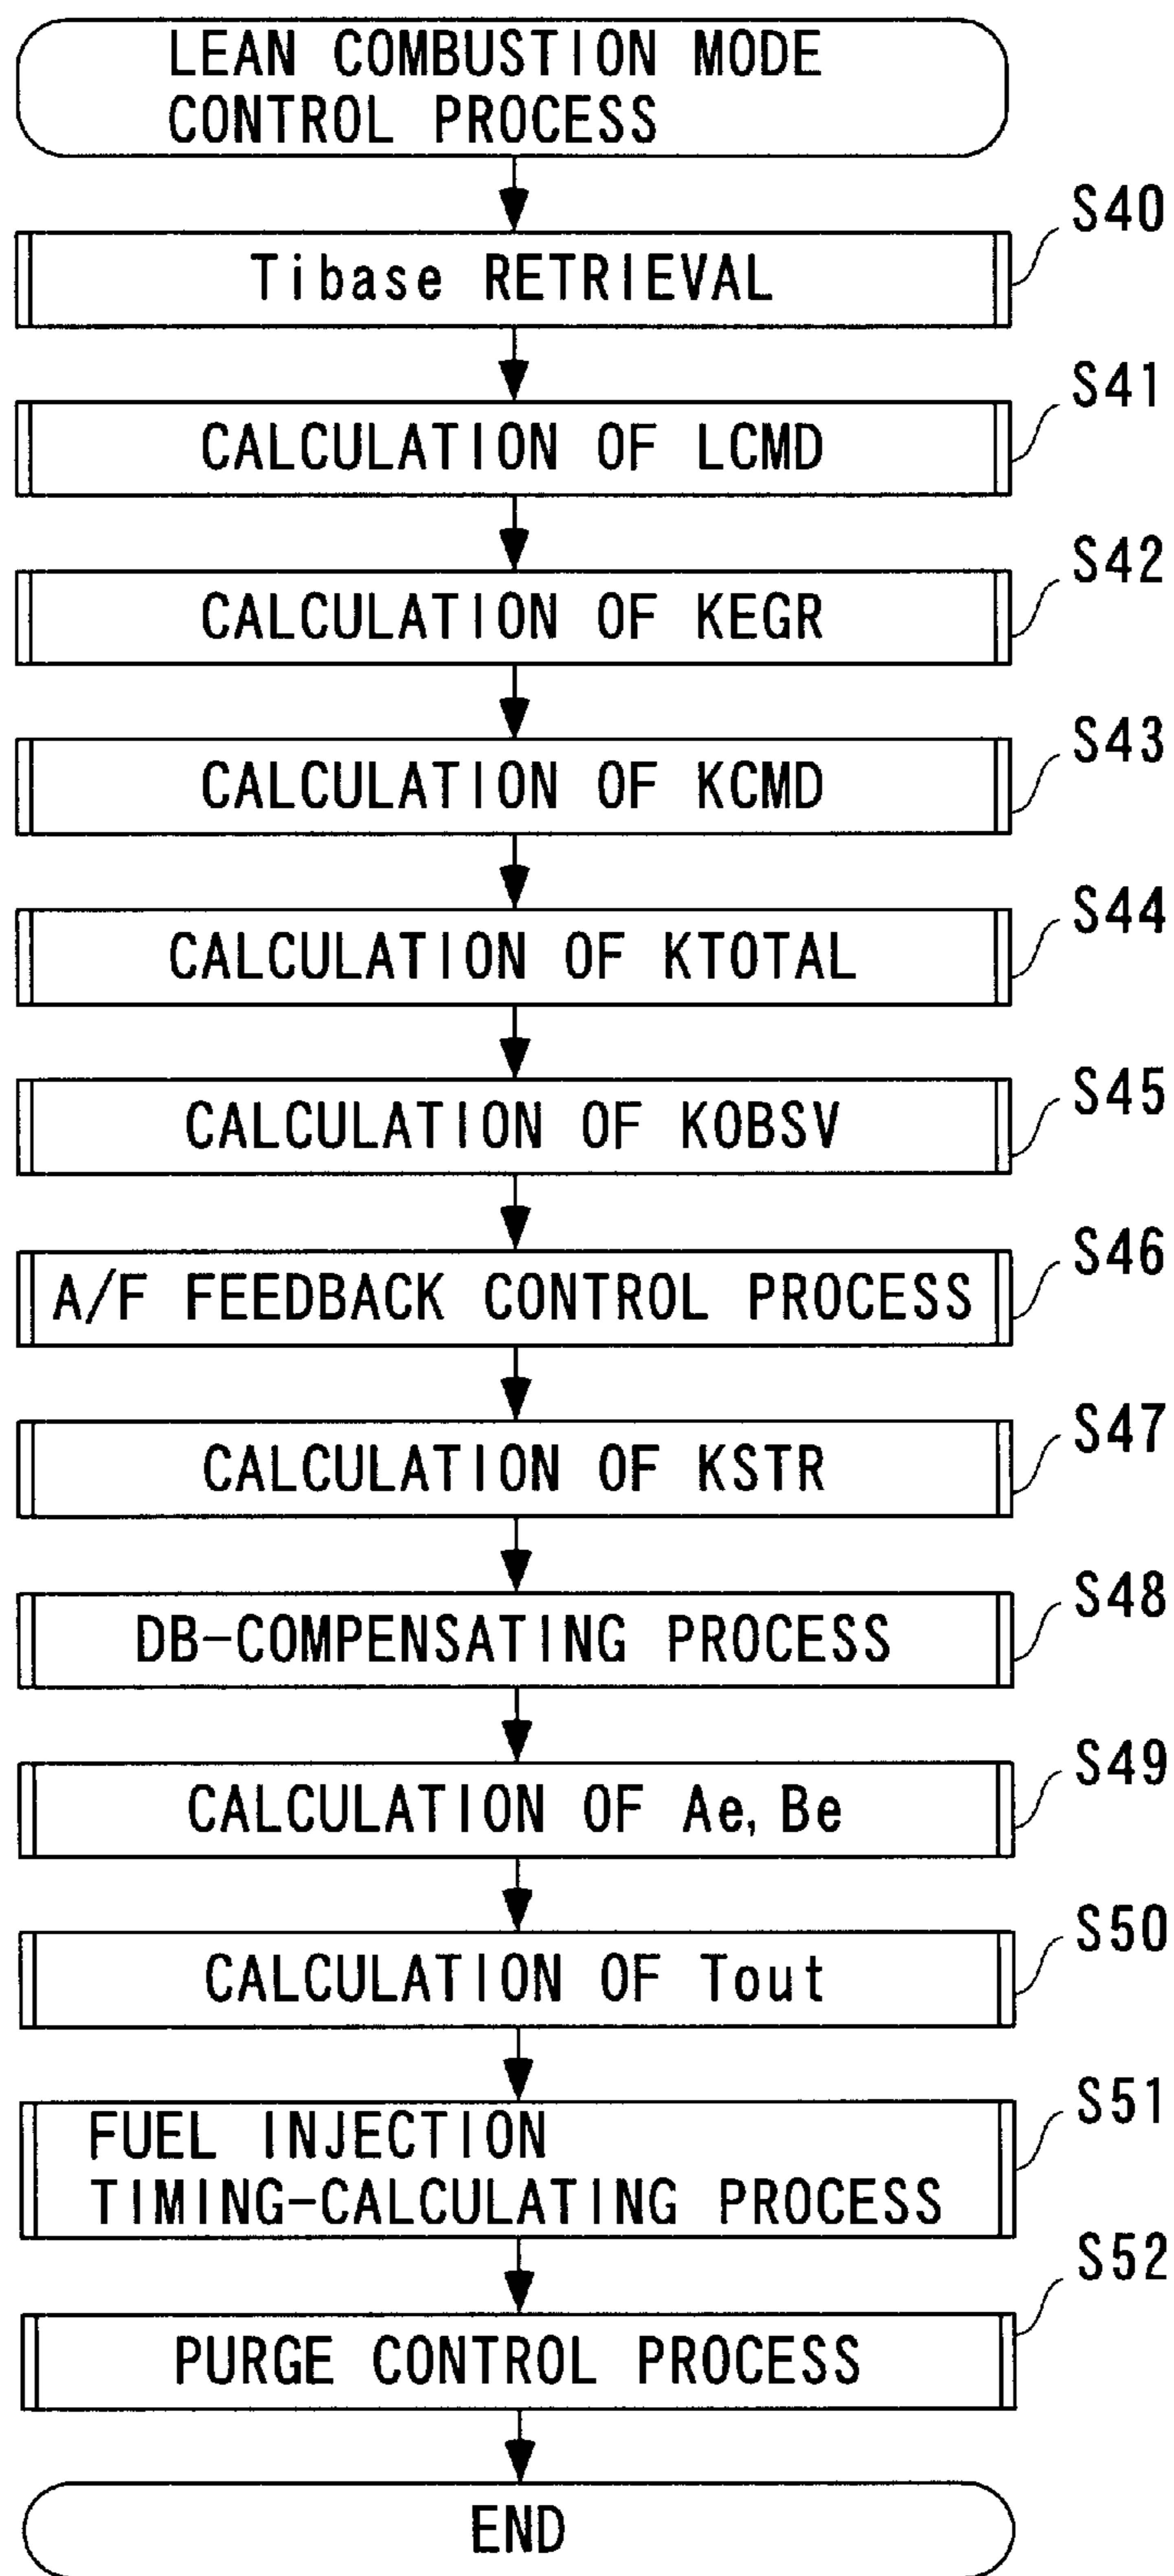 LEAN COMBUSTION MODE
CONTROL PROCESS
S40
Tibase RETRIEVAL
S41
CALCULATION OF LCMD
S42
CALCULATION OF KEGR
S43
CALCULATION OF KCMD
S44
CALCULATION OF KTOTAL
S45
CALCULATION OF KOBSV
S46
A/F FEEDBACK CONTROL PROCESS
S47
CALCULATION OF KSTR
S48
DB-COMPENSATING PROCESS
S49
CALCULATION OF Ae, Be
S50
CALCULATION OF Tout
S51
FUEL INJECTION
TIMING-CALCULATING PROCESS
S52
PURGE CONTROL PROCESS
END